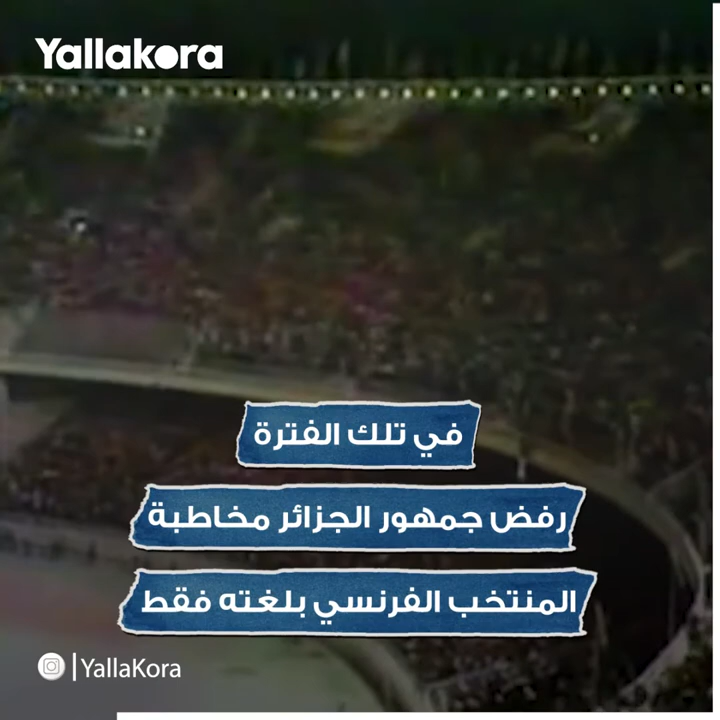 Yallakora
في تلك الفترة
رفض جمهور الجزائر مخاطبة
المنتخب الفرنسي بلغته فقط
YallaKora